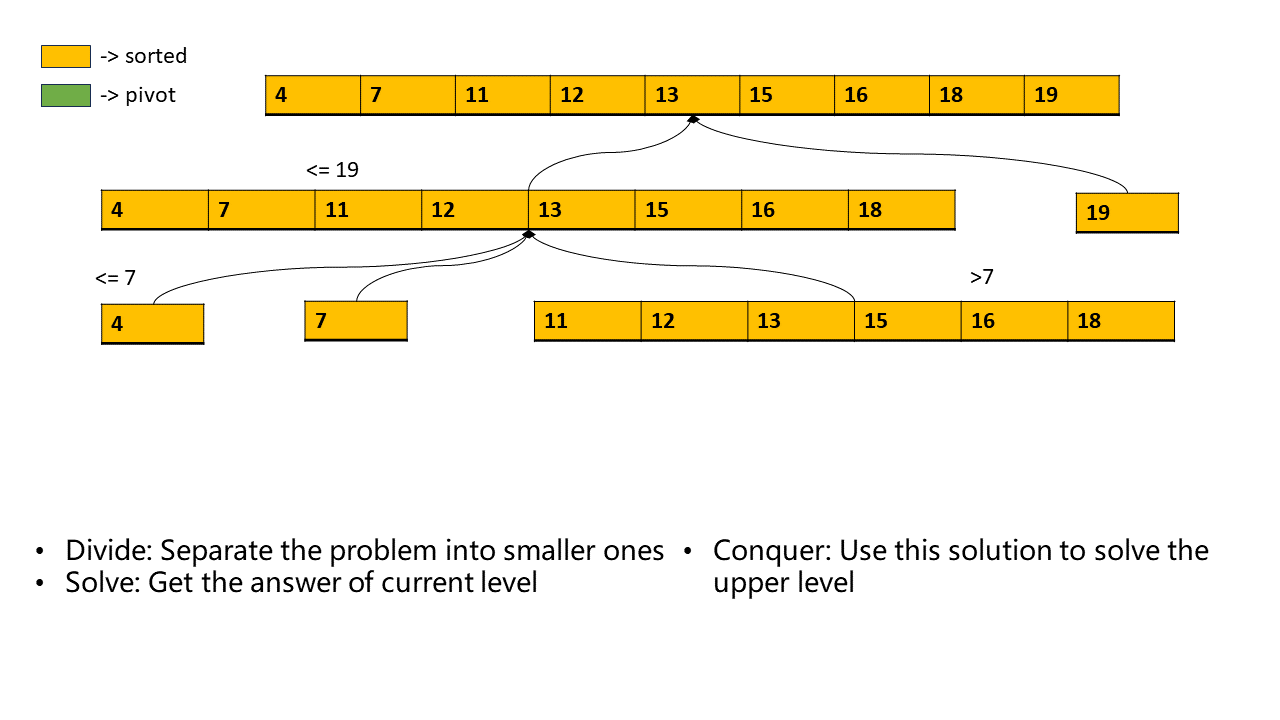 -> sorted
-> pivot
4 7 11 12 13 15 16 18 19
<= 19
4 7 11 12 13 15 16 18
19
<= 7
>7
4
7
11 12 13 15 16 18
• Divide: Separate the problem into smaller ones
• Solve: Get the answer of current level
• Conquer: Use this solution to solve the
upper level